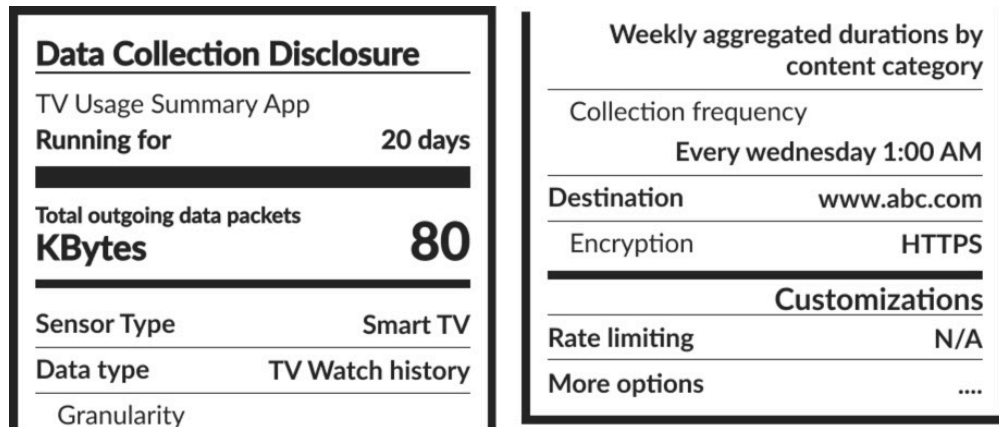 Data Collection Disclosure
TV Usage Summary App
Running for 20 days
Total outgoing data packets
KBytes 80
Sensor Type Smart TV
Data type TV Watch history
Granularity
Weekly aggregated durations by
content category
Collection frequency
Every wednesday 1:00 AM
Destination www.abc.com
Encryption HTTPS
Customizations
Rate limiting N/A
More options ....